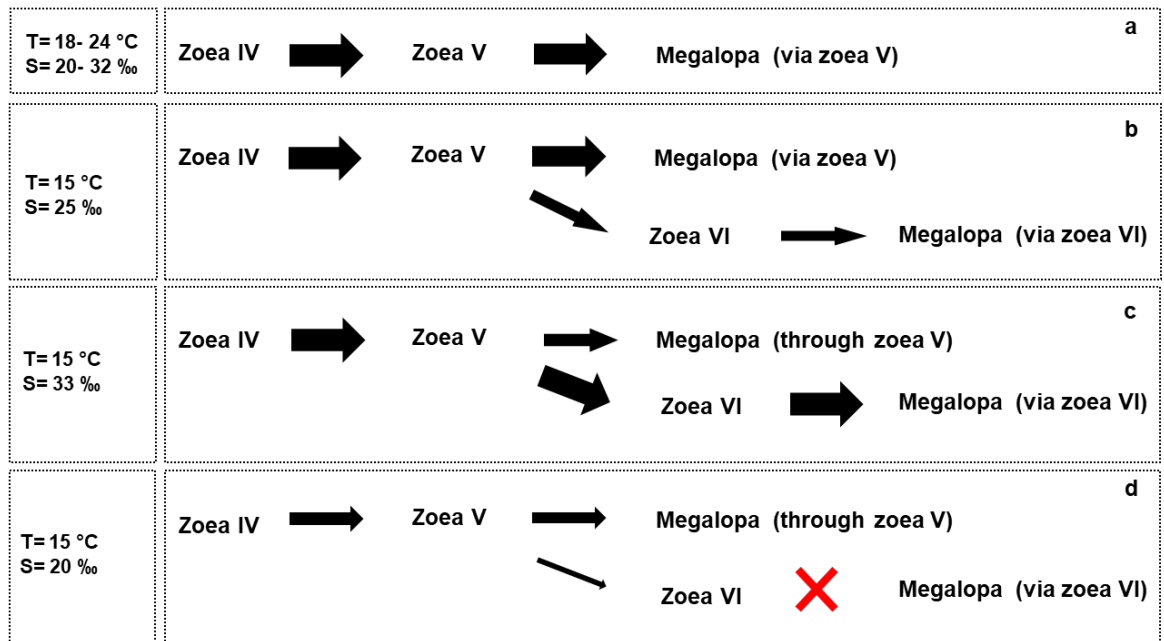 a
T= 18- 24 °C
S= 20- 32 ‰
Zoea IV Zoea V Megalopa (via zoea V)
b
T= 15 °C
S= 25 ‰
Zoea IV Zoea V Megalopa (via zoea V)
Zoea VI Megalopa (via zoea VI)
c
T= 15 °C
S= 33 ‰
Zoea IV Zoea V Megalopa (through zoea V)
Zoea VI Megalopa (via zoea VI)
d
T= 15 °C
S= 20 ‰
Zoea IV Zoea V Megalopa (through zoea V)
Zoea VI Megalopa (via zoea VI)